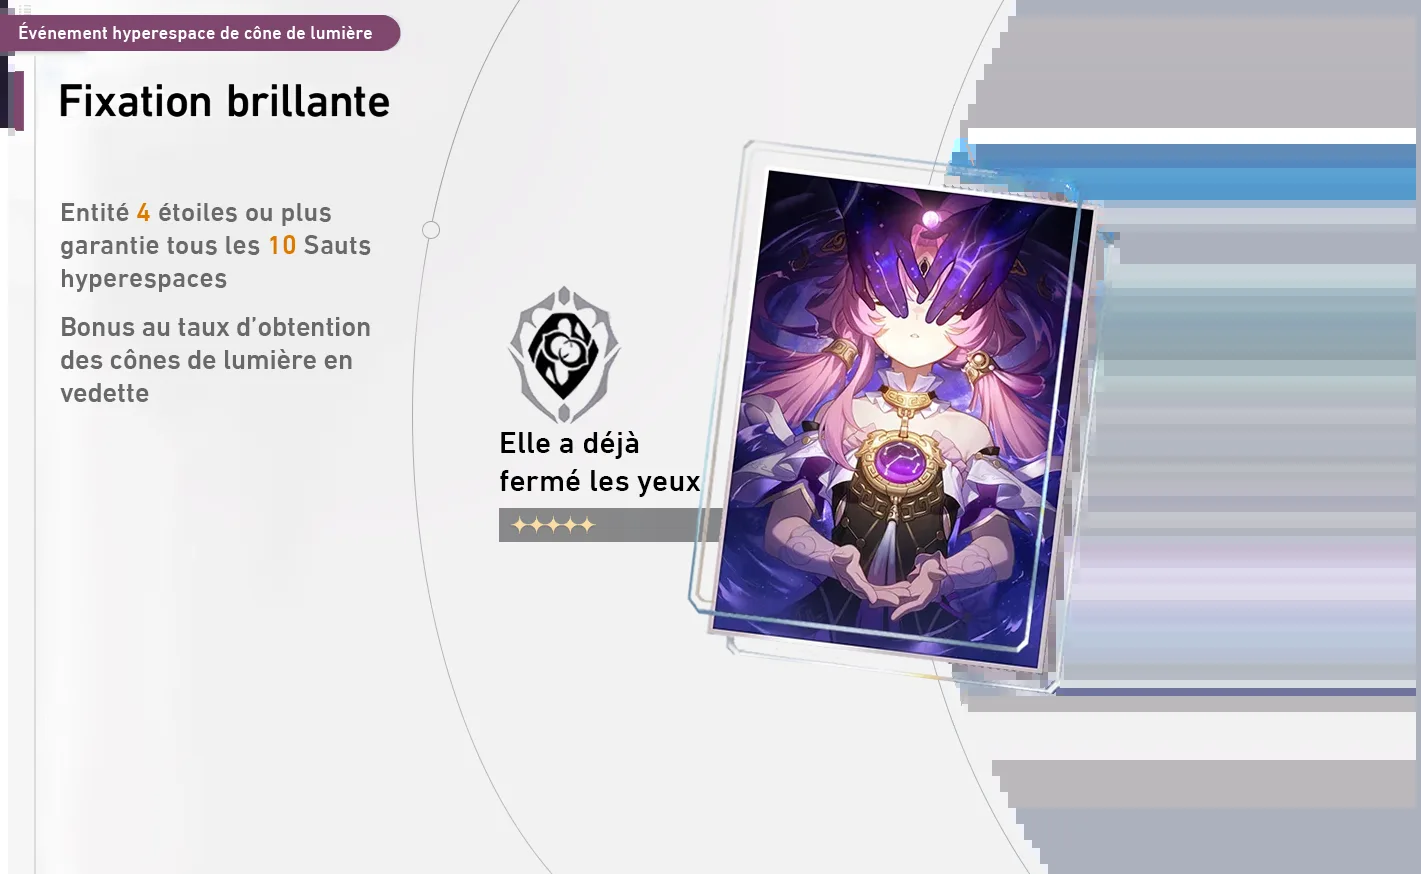 Événement hyperespace de cône de lumière
Fixation brillante
Entité 4 étoiles ou plus
garantie tous les 10 Sauts
hyperespaces
Bonus au taux d’obtention
des cônes de lumière en
vedette
Elle a déjà
fermé les yeux